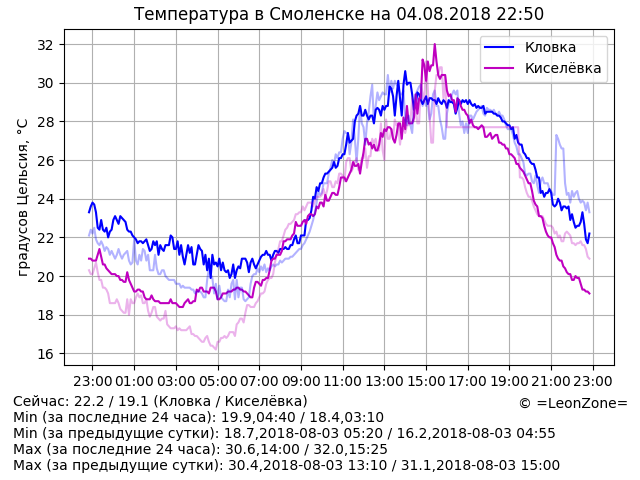 Температура в Смоленске на 04.08.2018 22:50
Кловка
Киселёвка
градусов Цельсия, °C
32
30
28
26
24
22
20
18
16
23:00 01:00 03:00 05:00 07:00 09:00 11:00 13:00 15:00 17:00 19:00 21:00 23:00
Сейчас: 22.2 / 19.1 (Кловка / Киселёвка)
© =LeonZone=
Min (за последние 24 часа): 19.9,04:40 / 18.4,03:10
Min (за предыдущие сутки): 18.7,2018-08-03 05:20 / 16.2,2018-08-03 04:55
Max (за последние 24 часа): 30.6,14:00 / 32.0,15:25
Max (за предыдущие сутки): 30.4,2018-08-03 13:10 / 31.1,2018-08-03 15:00